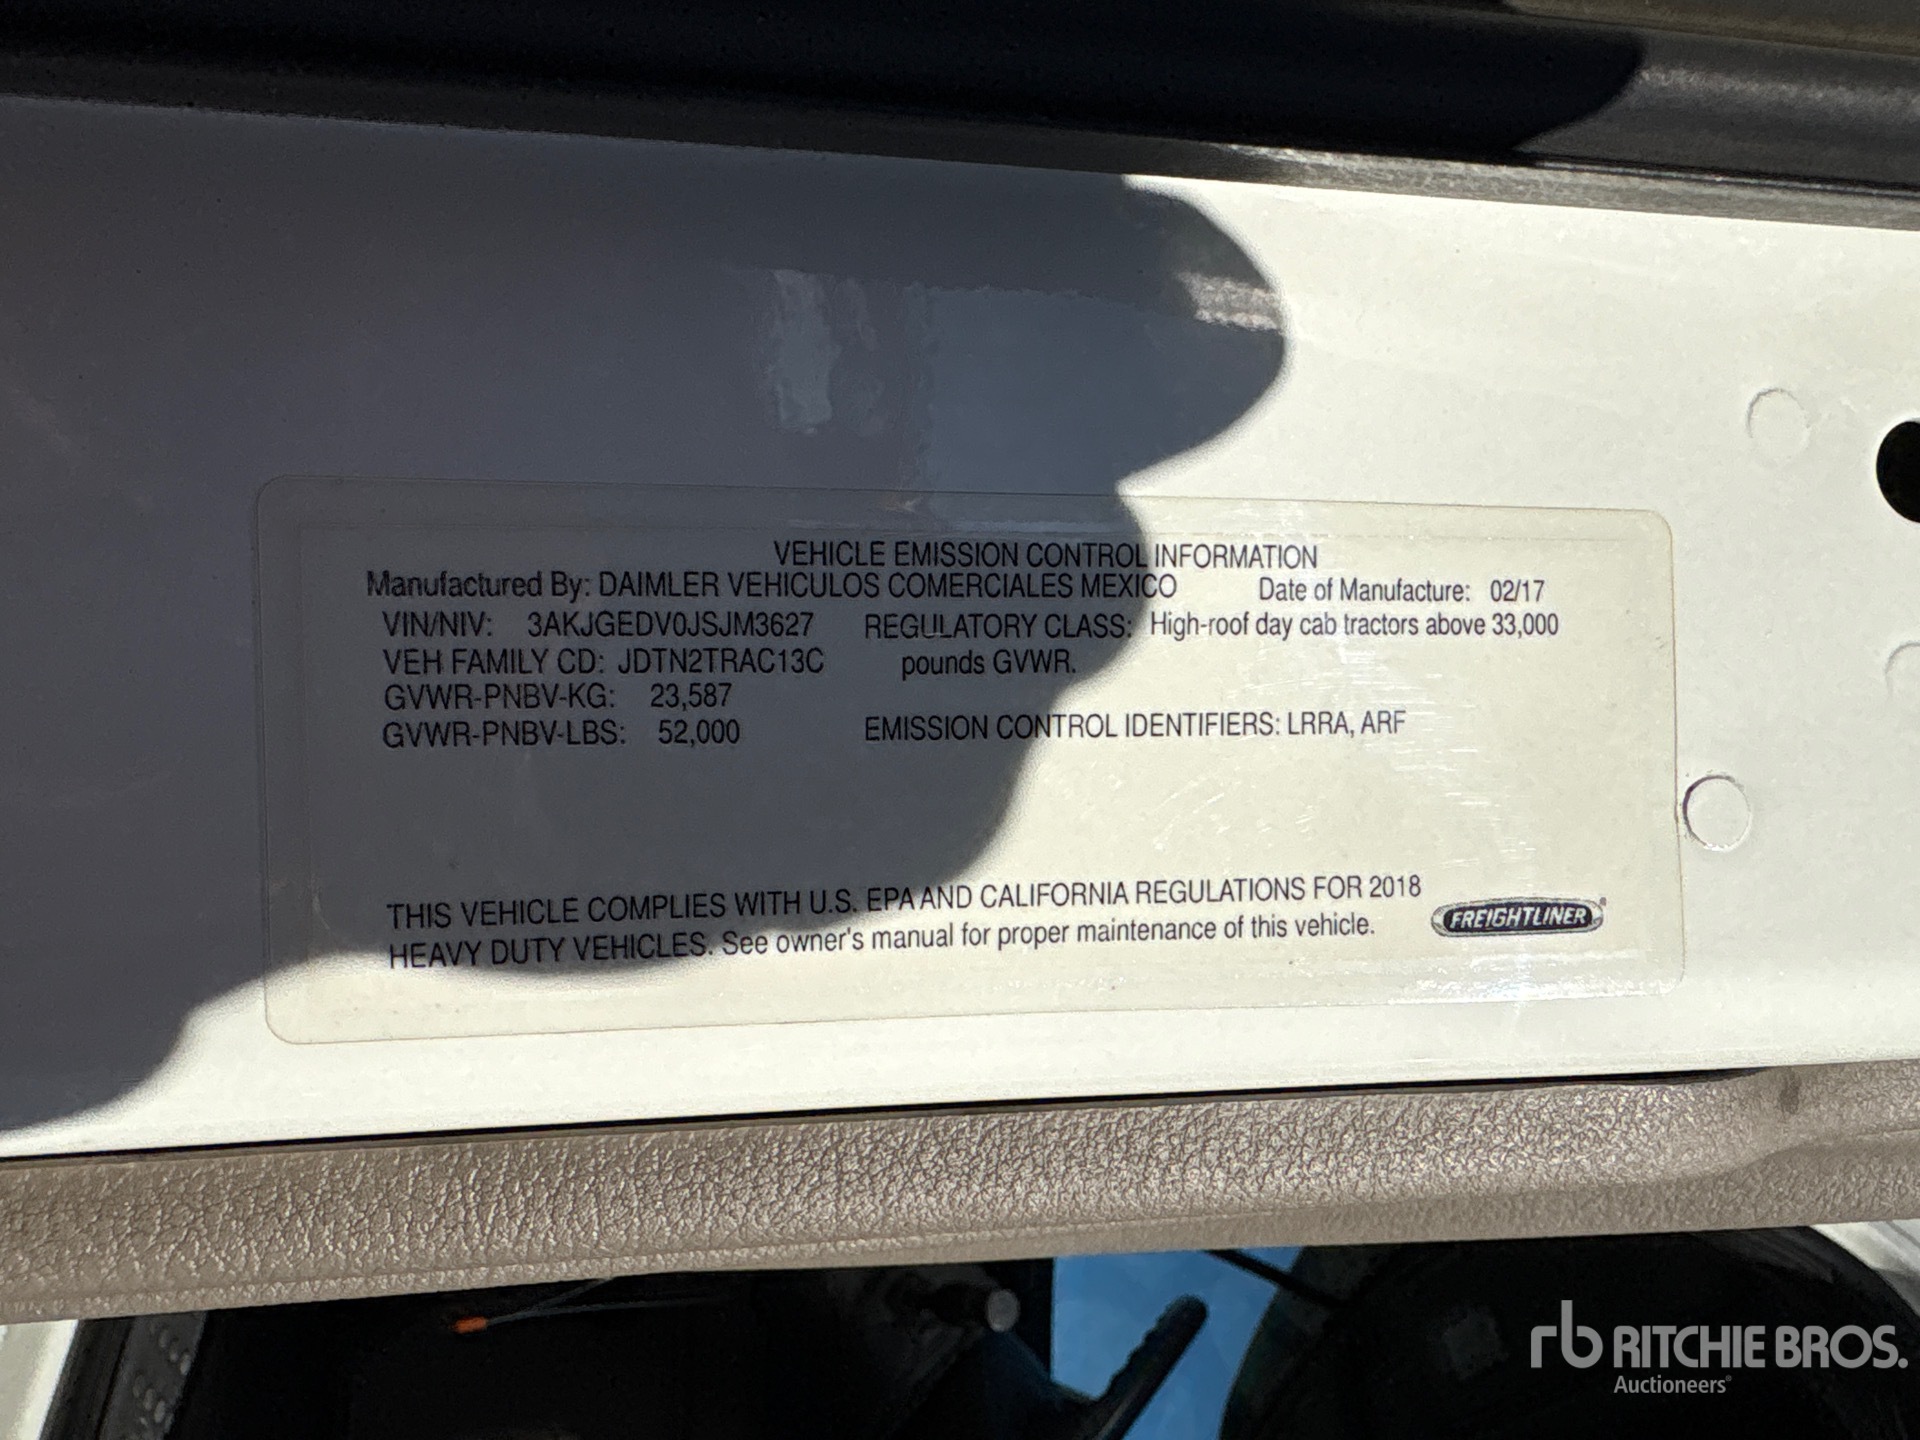 VEHICLE EMISSION CONTROL INFORMATION
Manufactured By: DAIMLER VEHICULOS COMERCIALES MEXICO Date of Manufacture: 02/17
VIN/NIV: 3AKJGEDV0JSJM3627 REGULATORY CLASS: High-roof day cab tractors above 33,000
VEH FAMILY CD: JDTN2TRAC13C pounds GVWR.
GVWR-PNBV-KG: 23,587
GVWR-PNBV-LBS: 52,000 EMISSION CONTROL IDENTIFIERS: LRRA, ARF
THIS VEHICLE COMPLIES WITH U.S. EPA AND CALIFORNIA REGULATIONS FOR 2018
HEAVY DUTY VEHICLES. See owner's manual for proper maintenance of this vehicle.
FREIGHTLINER
rb RITCHIE BROS.
Auctioneers